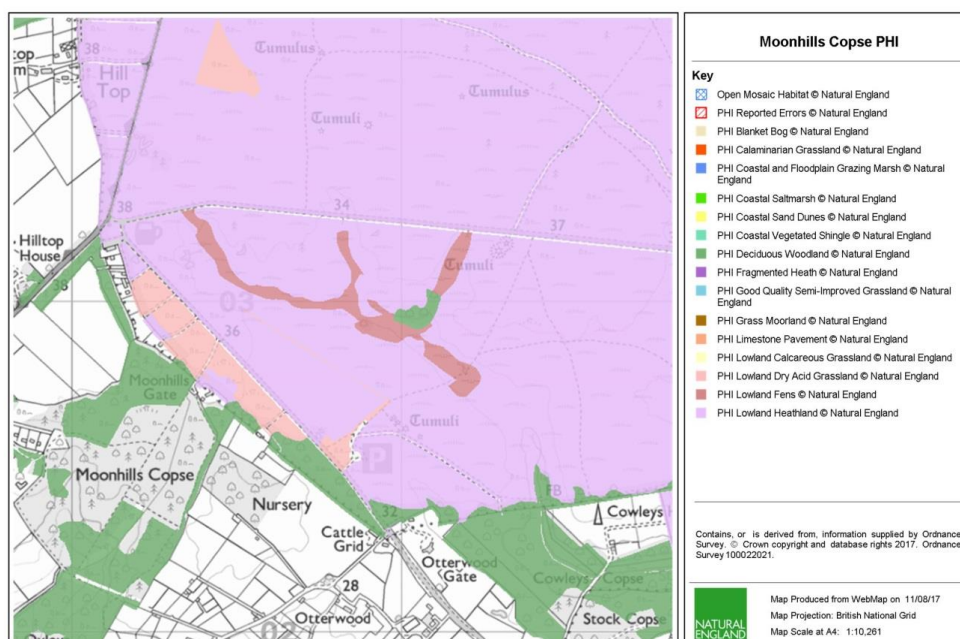 Moonhills Copse PHI
Key
Open Mosaic Habitat © Natural England
PHI Reported Errors © Natural England
PHI Blanket Bog © Natural England
PHI Calaminarian Grassland © Natural England
PHI Coastal and Floodplain Grazing Marsh © Natural
England
PHI Coastal Saltmarsh © Natural England
PHI Coastal Sand Dunes © Natural England
PHI Coastal Vegetated Shingle © Natural England
PHI Deciduous Woodland © Natural England
PHI Fragmented Heath © Natural England
PHI Good Quality Semi-Improved Grassland © Natural
England
PHI Grass Moorland © Natural England
PHI Limestone Pavement © Natural England
PHI Lowland Calcareous Grassland © Natural England
PHI Lowland Dry Acid Grassland © Natural England
PHI Lowland Fens © Natural England
PHI Lowland Heathland © Natural England
Contains, or is derived from, information supplied by Ordnance
Survey. © Crown copyright and database rights 2017. Ordnance
Survey 100022021.
NATURAL
ENGLAND
Map Produced from WebMap on 11/08/17
Map Projection: British National Grid
Map Scale at A4: 1:10,261
38
Hill
Top
Tumulus
Tumulus
Tumuli
38
34
37
Hilltop
House
38
Tumuli
03
36
Moonhills
Gate
Tumuli
P
Moonhills Copse
Nursery
32
FB
Cowleys
Cattle
Grid
Otterwood
Gate
Cowleys Copse
28
Otterwood
Stock Copse
02